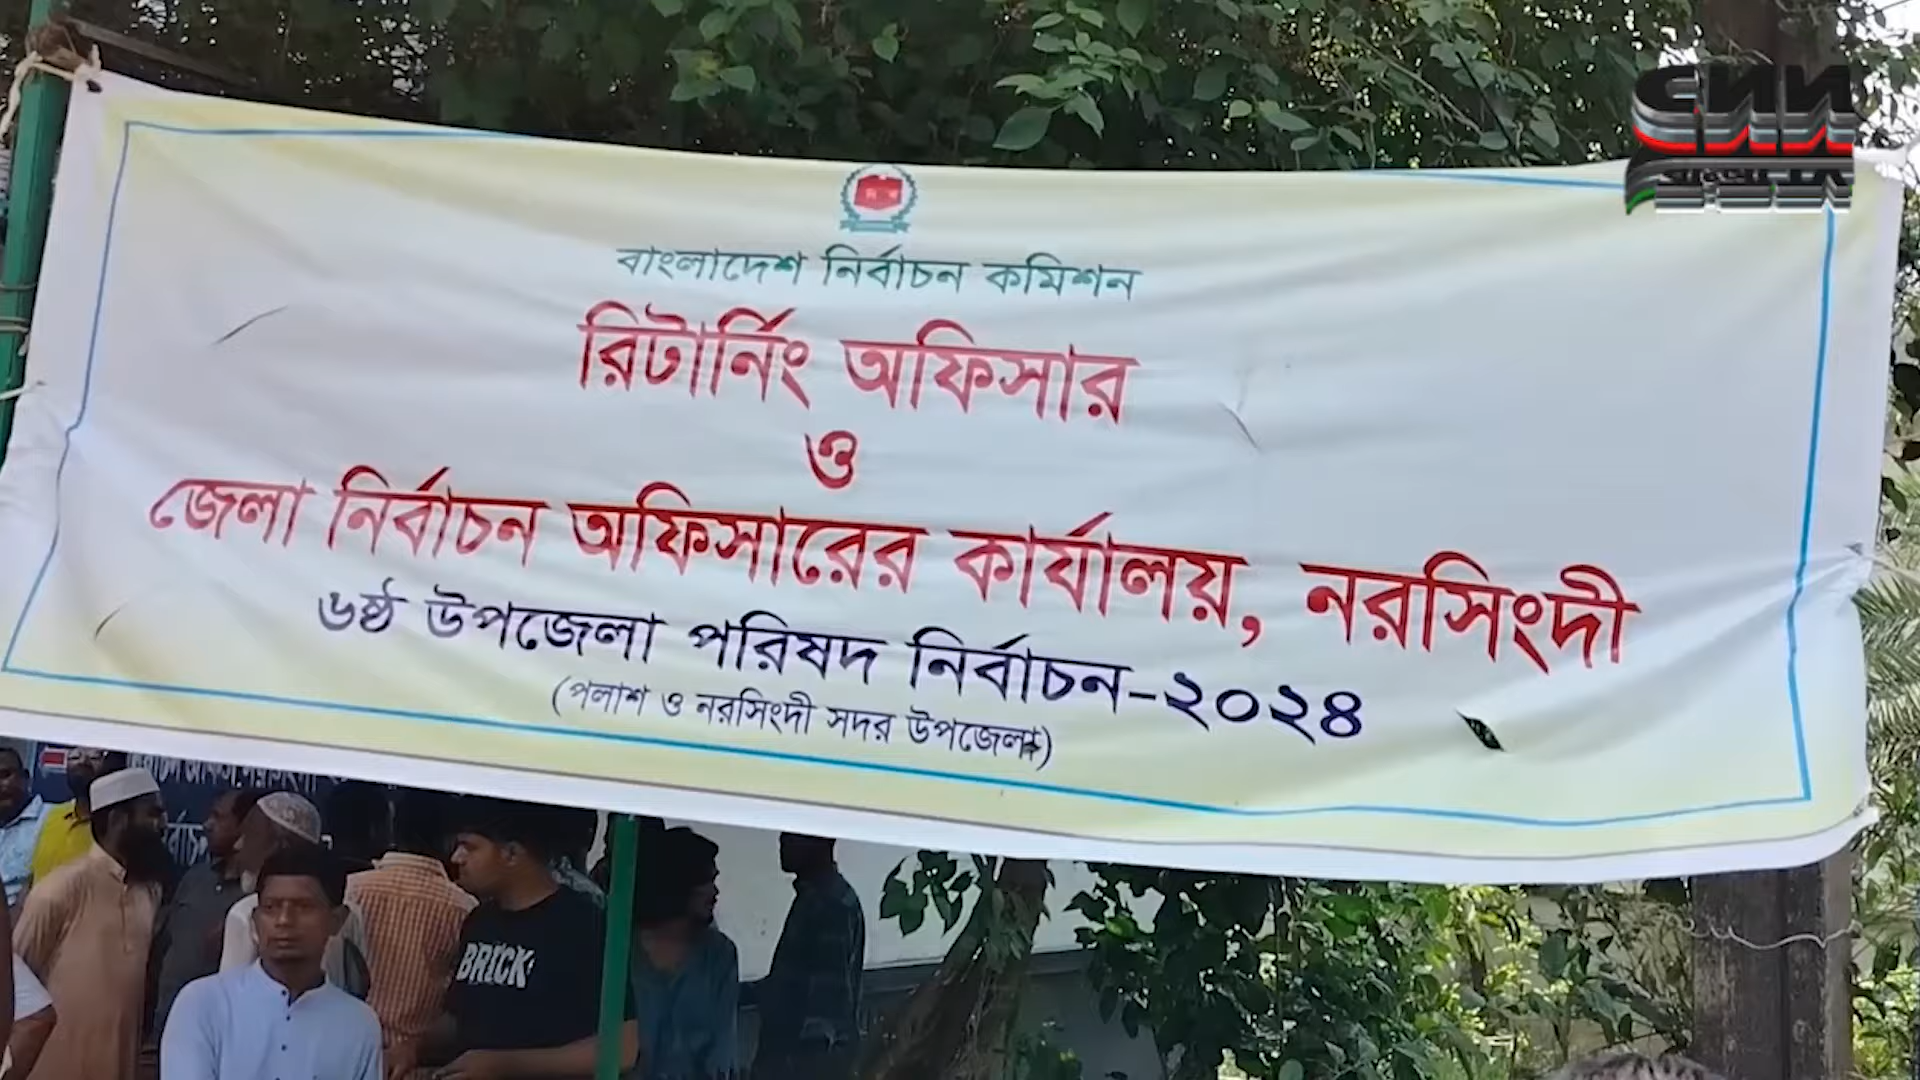 বাংলাদেশ নির্বাচন কমিশন
রিটার্নিং অফিসার
ও
জেলা নির্বাচন অফিসারের কার্যালয়, নরসিংদী
৬ষ্ঠ উপজেলা পরিষদ নির্বাচন-২০২৪
(পলাশ ও নরসিংদী সদর উপজেলা)
BRICK